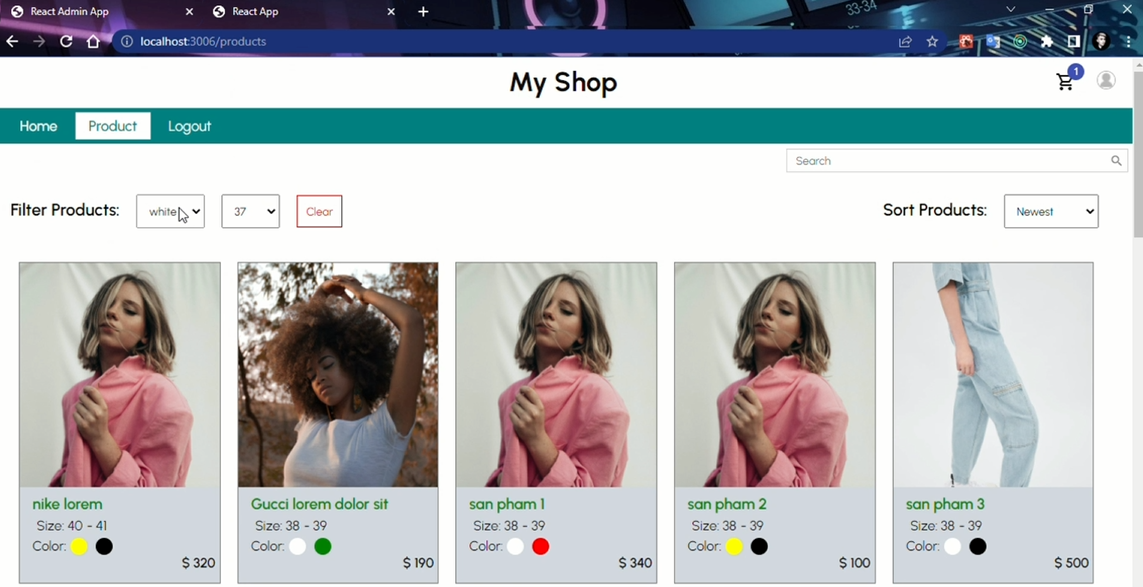 React Admin App
React App
33-34
localhost:3006/products
My Shop
1
Home
Product
Logout
Search
Filter Products:
white
37
Clear
Sort Products:
Newest
nike lorem
Size: 40 - 41
Color:
$ 320
Gucci lorem dolor sit
Size: 38 - 39
Color:
$ 190
san pham 1
Size: 38 - 39
Color:
$ 340
san pham 2
Size: 38 - 39
Color:
$ 100
san pham 3
Size: 38 - 39
Color:
$ 500